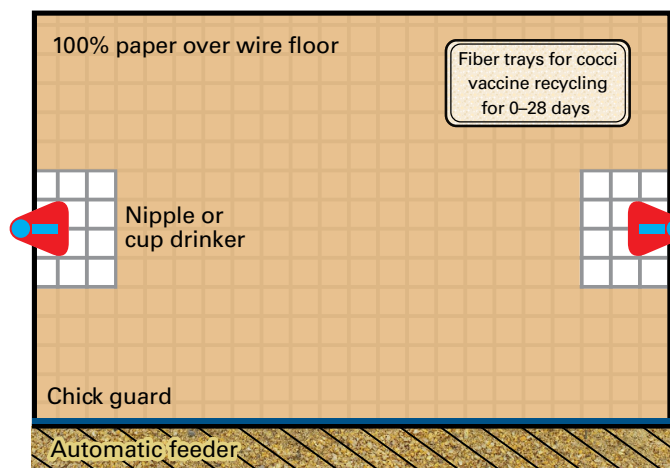 100% paper over wire floor
Fiber trays for cocci
vaccine recycling
for 0–28 days
Nipple or
cup drinker
Chick guard
Automatic feeder